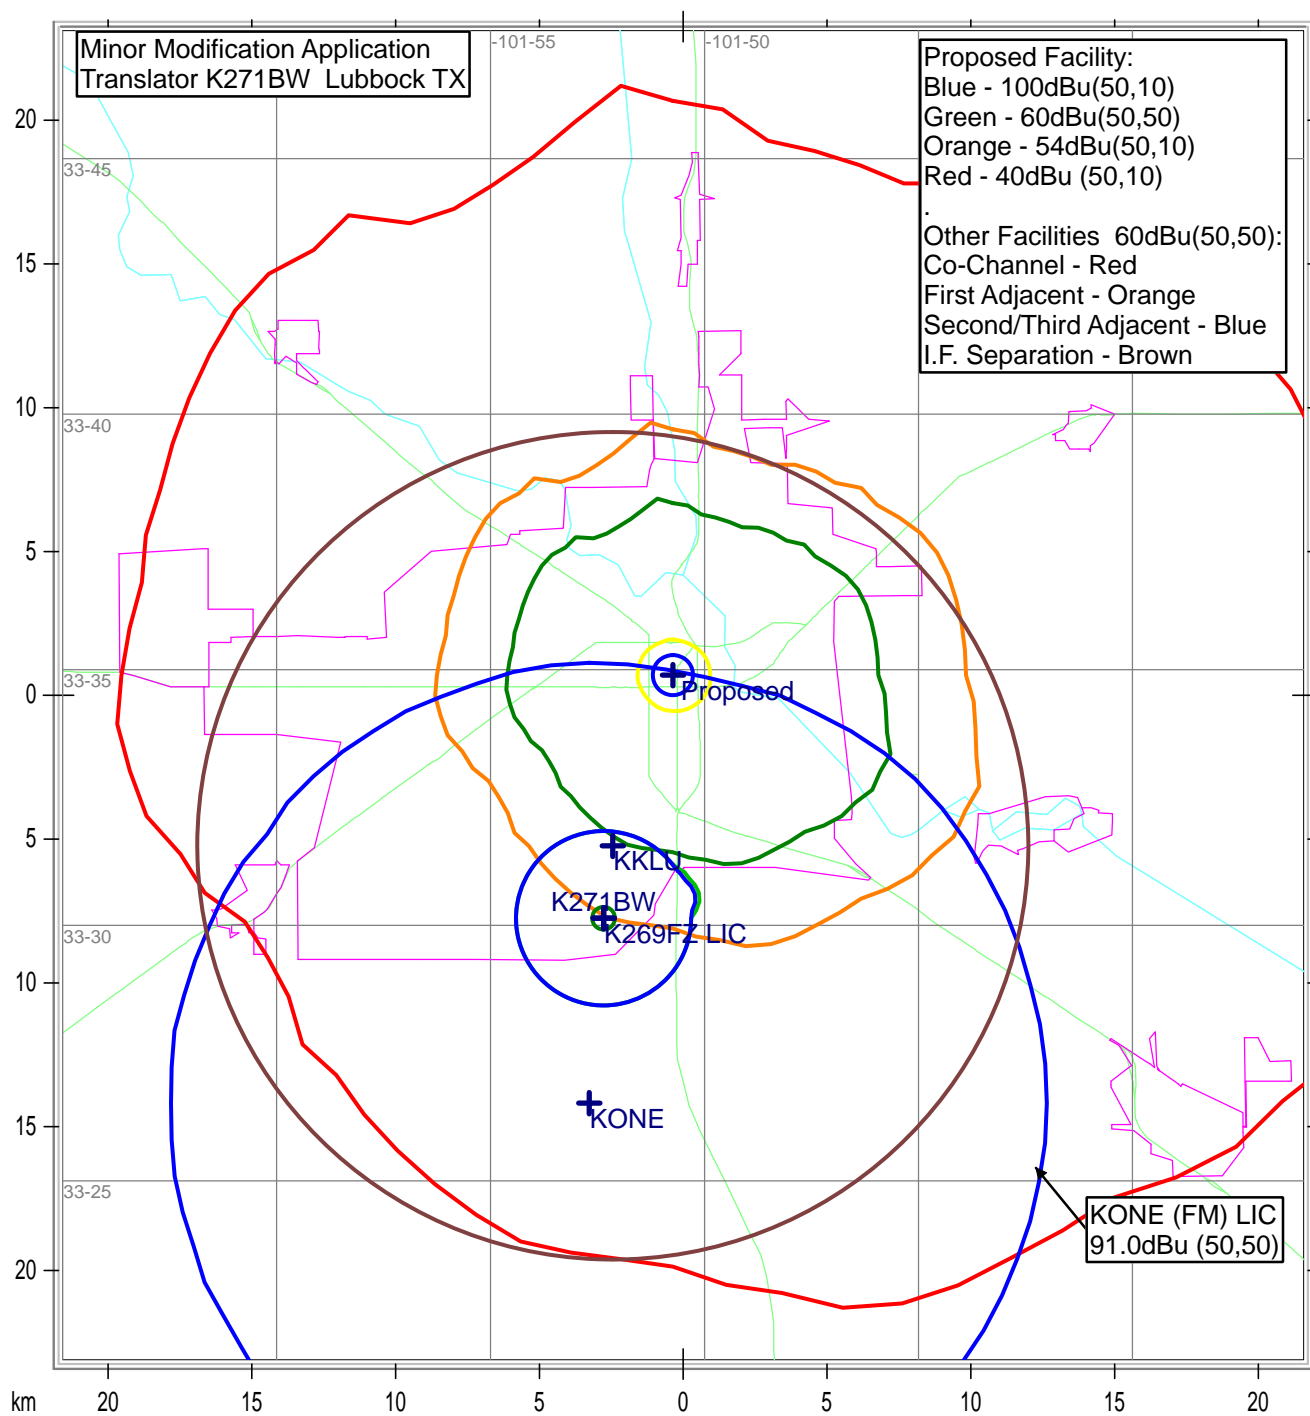 Minor Modification Application
Translator K271BW  Lubbock TX
-101-55
-101-50
Proposed Facility:
Blue - 100dBu(50,10)
Green - 60dBu(50,50)
Orange - 54dBu(50,10)
Red - 40dBu (50,10)
.
Other Facilities  60dBu(50,50):
Co-Channel - Red
First Adjacent - Orange
Second/Third Adjacent - Blue
I.F. Separation - Brown
20
33-45
15
10
33-40
5
33-35
0
Proposed
5
KKLU
K271BW
K269FZ LIC
33-30
10
KONE
15
33-25
KONE (FM) LIC
91.0dBu (50,50)
20
km
20
15
10
5
0
5
10
15
20